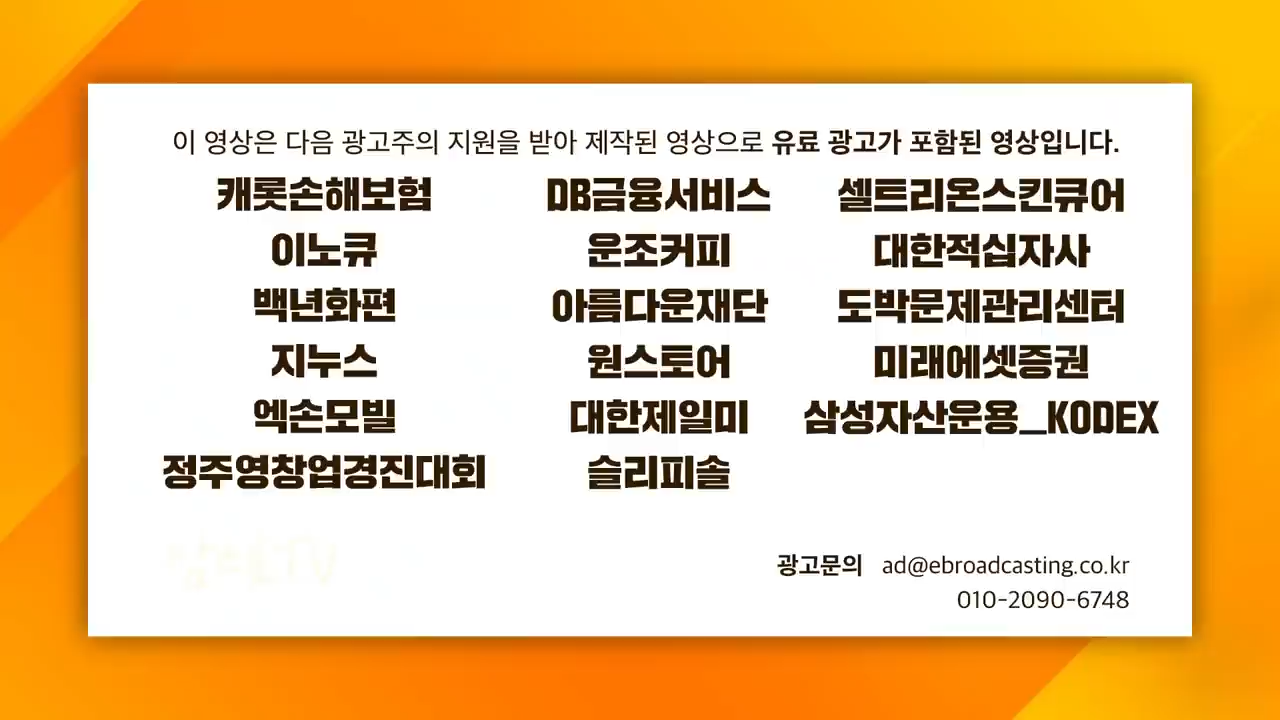 이 영상은 다음 광고주의 지원을 받아 제작된 영상으로 유료 광고가 포함된 영상입니다.
캐롯손해보험 DB금융서비스 셀트리온스킨큐어
이노큐 운조커피 대한적십자사
백년화편 아름다운재단 도박문제관리센터
지누스 원스토어 미래에셋증권
엑손모빌 대한제일미 삼성자산운용_KODEX
정주영창업경진대회 슬리피솔
광고문의 ad@ebroadcasting.co.kr
010-2090-6748